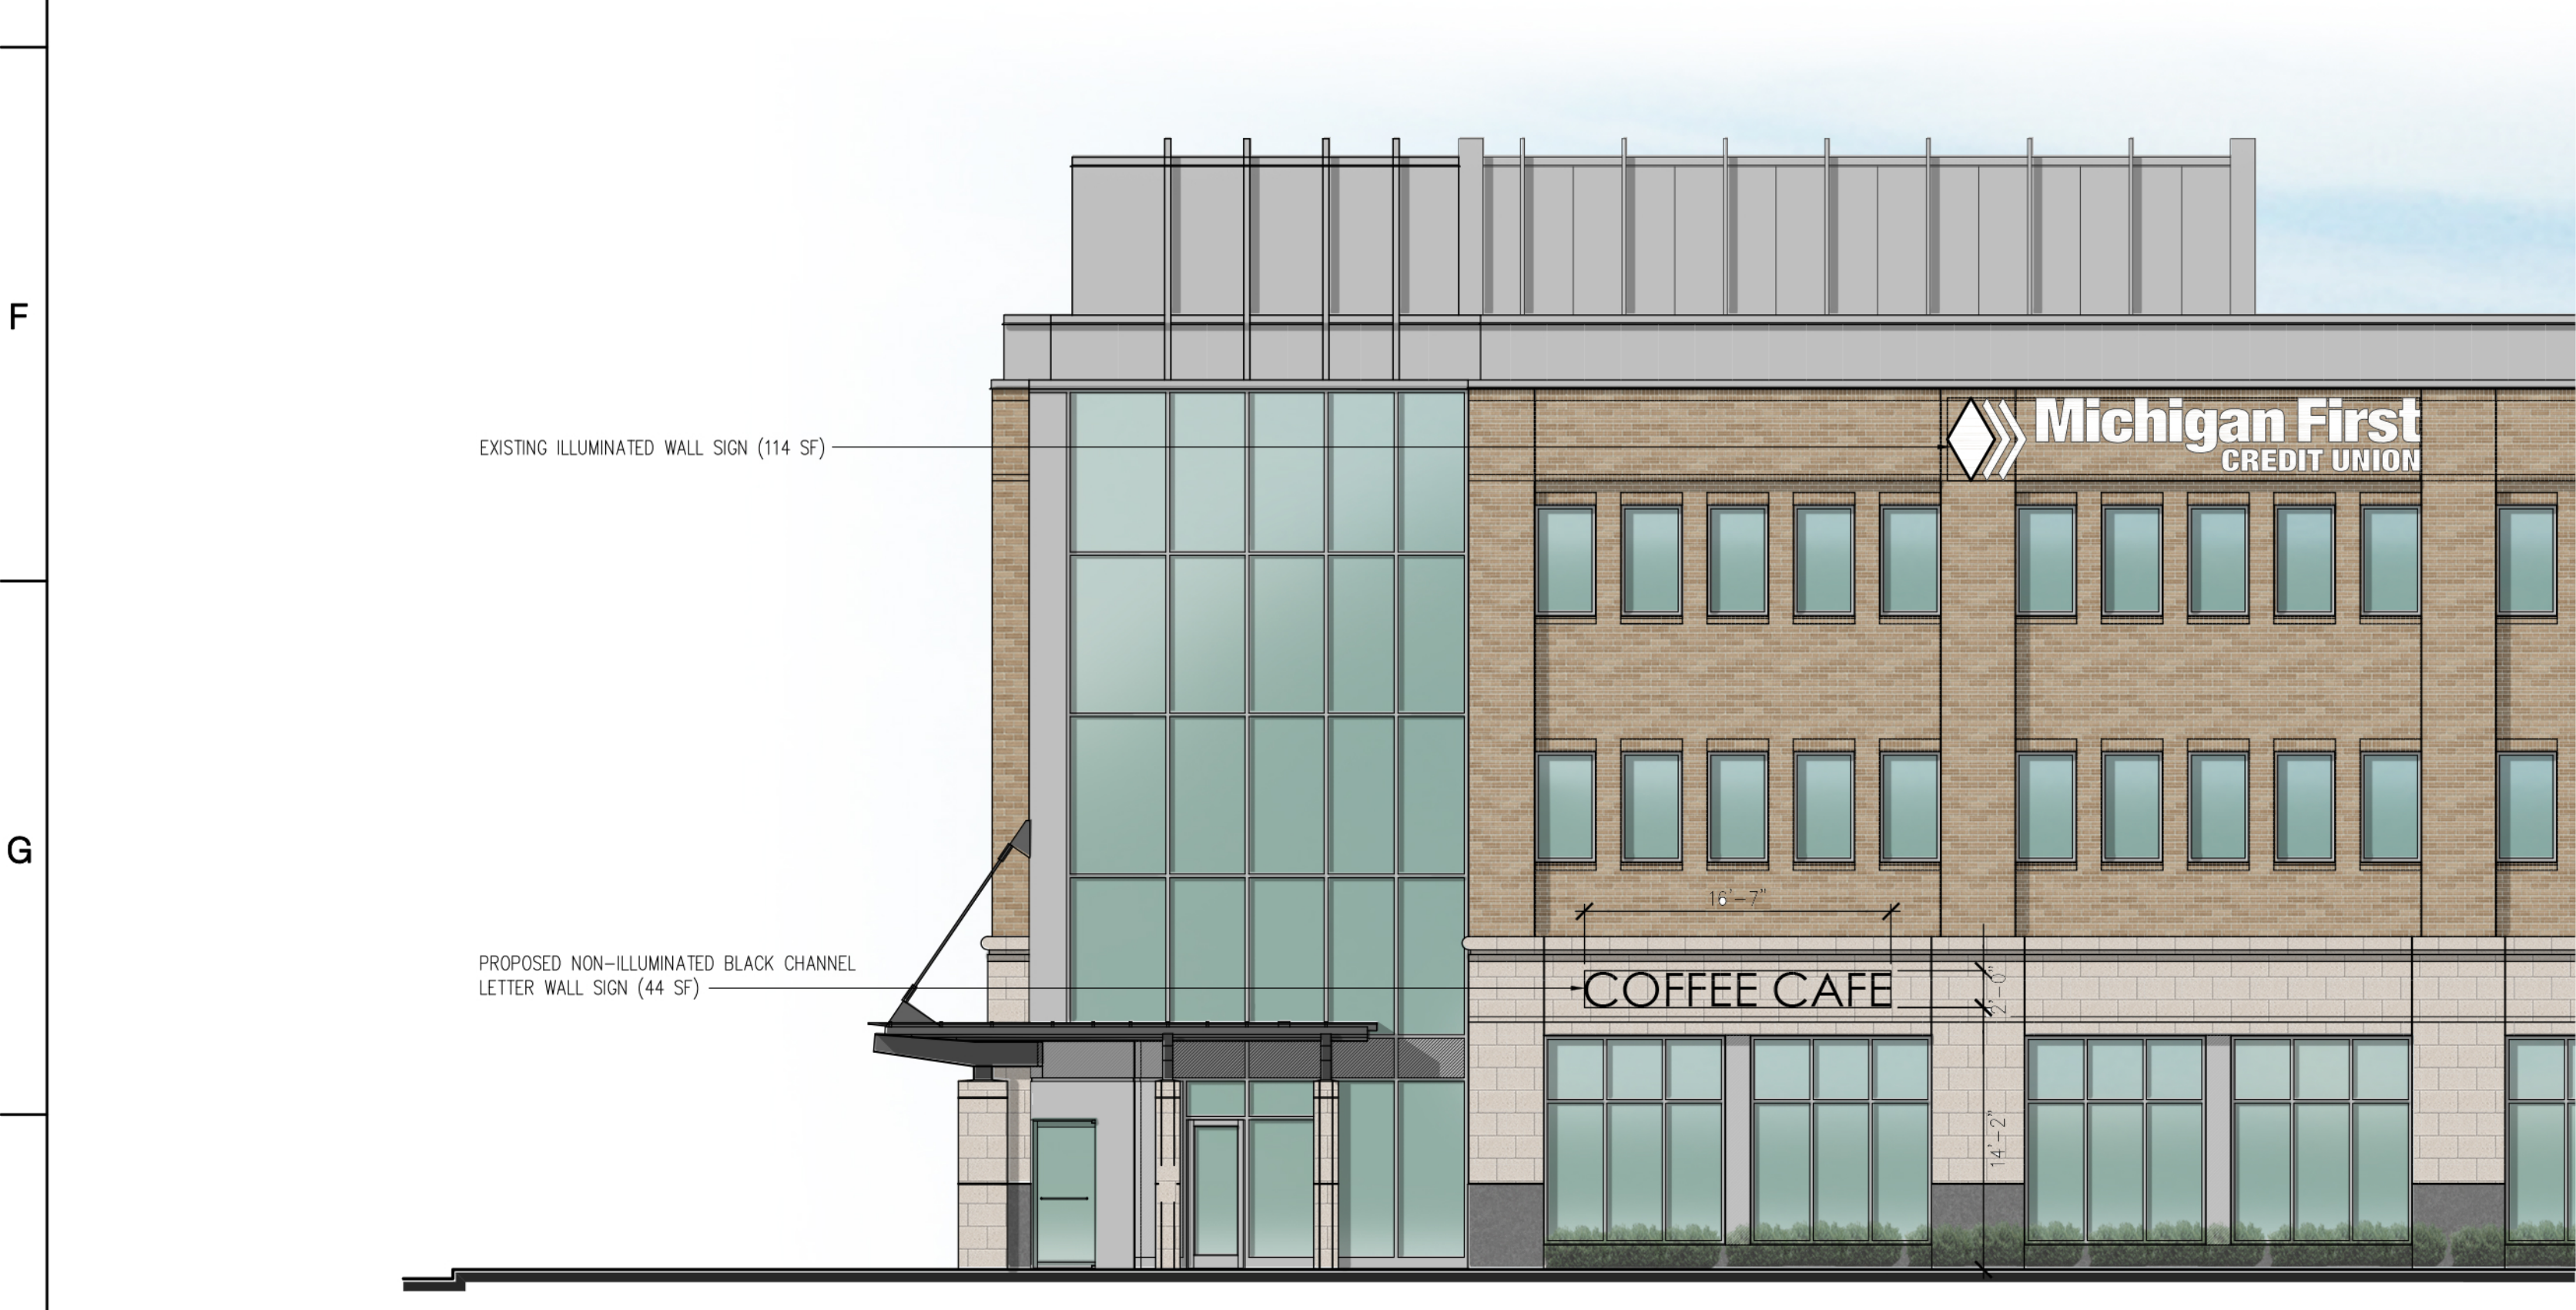 F
EXISTING ILLUMINATED WALL SIGN (114 SF)
Michigan First
CREDIT UNION
G
16'-7"
PROPOSED NON-ILLUMINATED BLACK CHANNEL
LETTER WALL SIGN (44 SF)
COFFEE CAFE
2'-0"
14'-2"